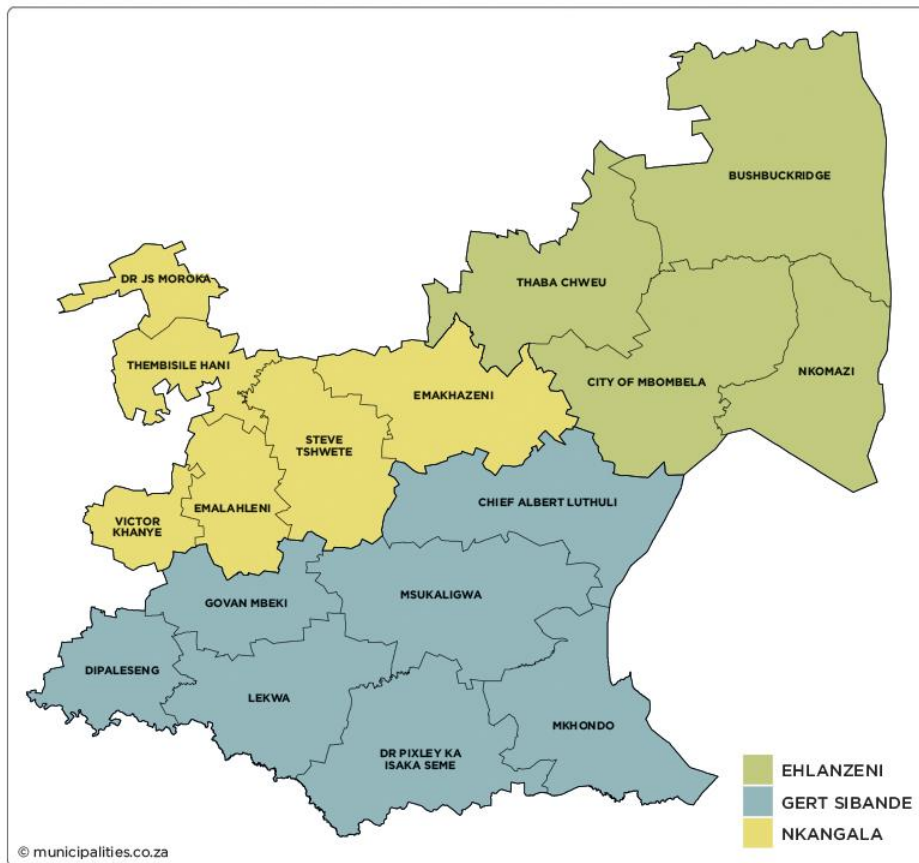 BUSHBUCKRIDGE
DR JS MOROKA
THABA CHWEU
THEMBISILE HANI
NKOMAZI
CITY OF MBOMBELA
EMAKHAZENI
STEVE
TSHWETE
CHIEF ALBERT LUTHULI
EMALAHLENI
VICTOR
KHANYE
MSUKALIGWA
GOVAN MBEKI
DIPALESENG
LEKWA
MKHONDO
DR PIXLEY KA
ISAKA SEME
EHLANZENI
GERT SIBANDE
NKANGALA
© municipalities.co.za